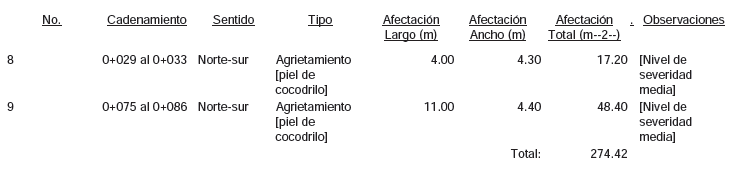 No. Cadenamiento Sentido Tipo Afectación Largo (m) Afectación Ancho (m) Afectación Total (m--2--) . Observaciones
8 0+029 al 0+033 Norte-sur Agrietamiento [piel de cocodrilo] 4.00 4.30 17.20 [Nivel de severidad media]
9 0+075 al 0+086 Norte-sur Agrietamiento [piel de cocodrilo] 11.00 4.40 48.40 [Nivel de severidad media]
Total: 274.42